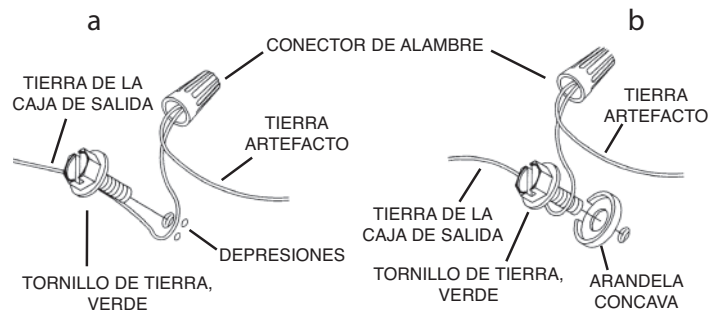 a
b
CONECTOR DE ALAMBRE
TIERRA DE LA
CAJA DE SALIDA
TIERRA
ARTEFACTO
DEPRESIONES
TORNILLO DE TIERRA,
VERDE
TIERRA
ARTEFACTO
TIERRA DE LA
CAJA DE SALIDA
TORNILLO DE TIERRA,
VERDE
ARANDELA
CONCAVA